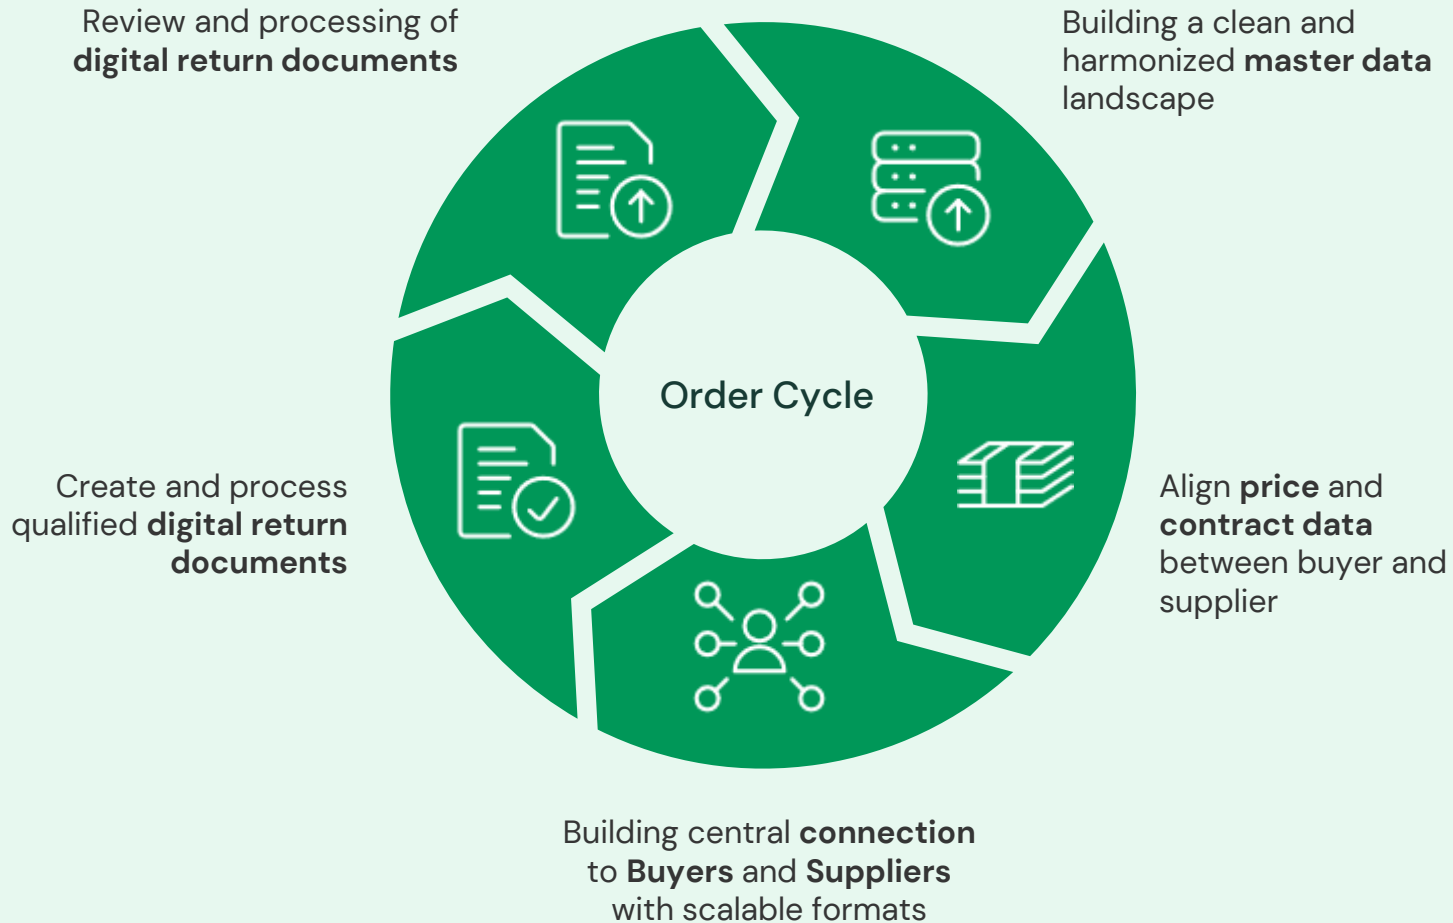 Review and processing of
digital return documents
Building a clean and
harmonized master data
landscape
Order Cycle
Create and process
qualified digital return
documents
Align price and
contract data
between buyer and
supplier
Building central connection
to Buyers and Suppliers
with scalable formats